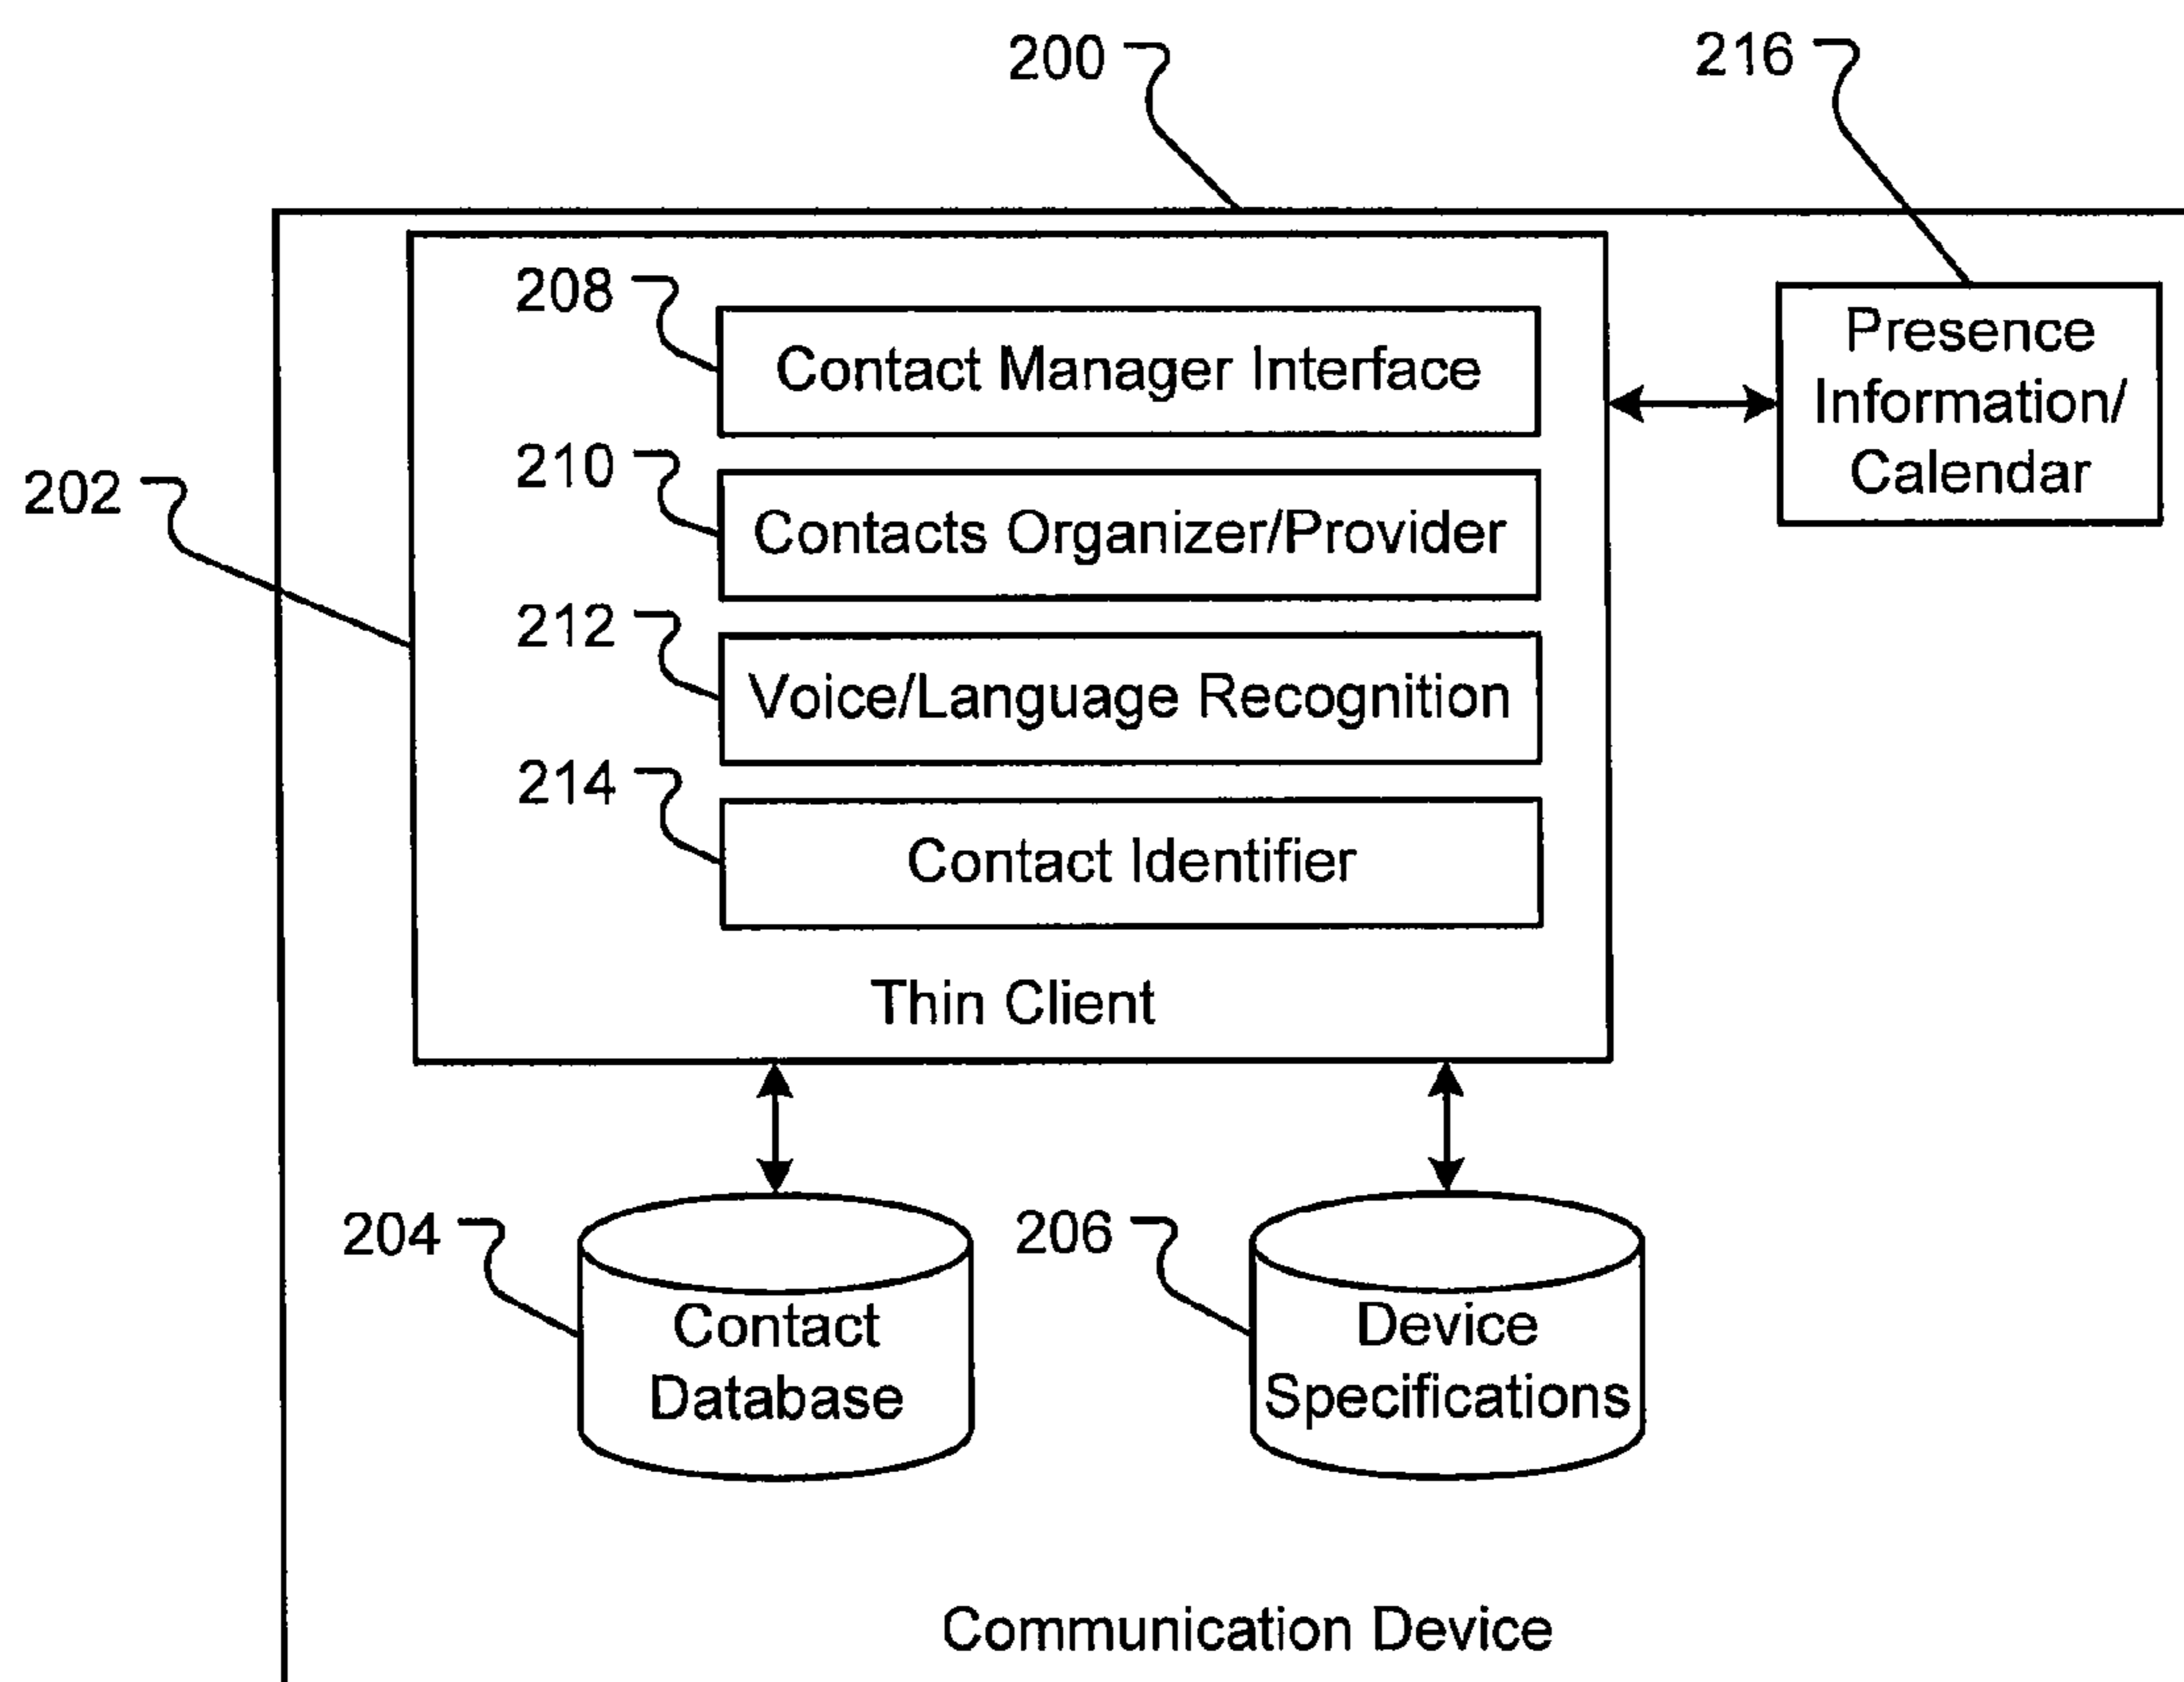 200
216
208
Contact Manager Interface
Presence
Information/
Calendar
210
Contacts Organizer/Provider
202
212
Voice/Language Recognition
214
Contact Identifier
Thin Client
204
Contact
Database
206
Device
Specifications
Communication Device